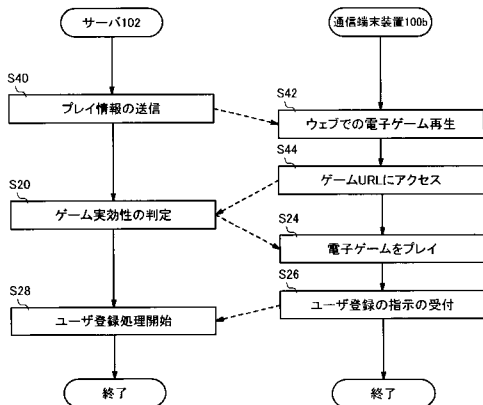 サーバ102
通信端末装置100b
S40
プレイ情報の送信
S42
ウェブでの電子ゲーム再生
S44
ゲームURLにアクセス
S20
ゲーム実効性の判定
S24
電子ゲームをプレイ
S26
ユーザ登録の指示の受付
S28
ユーザ登録処理開始
終了
終了